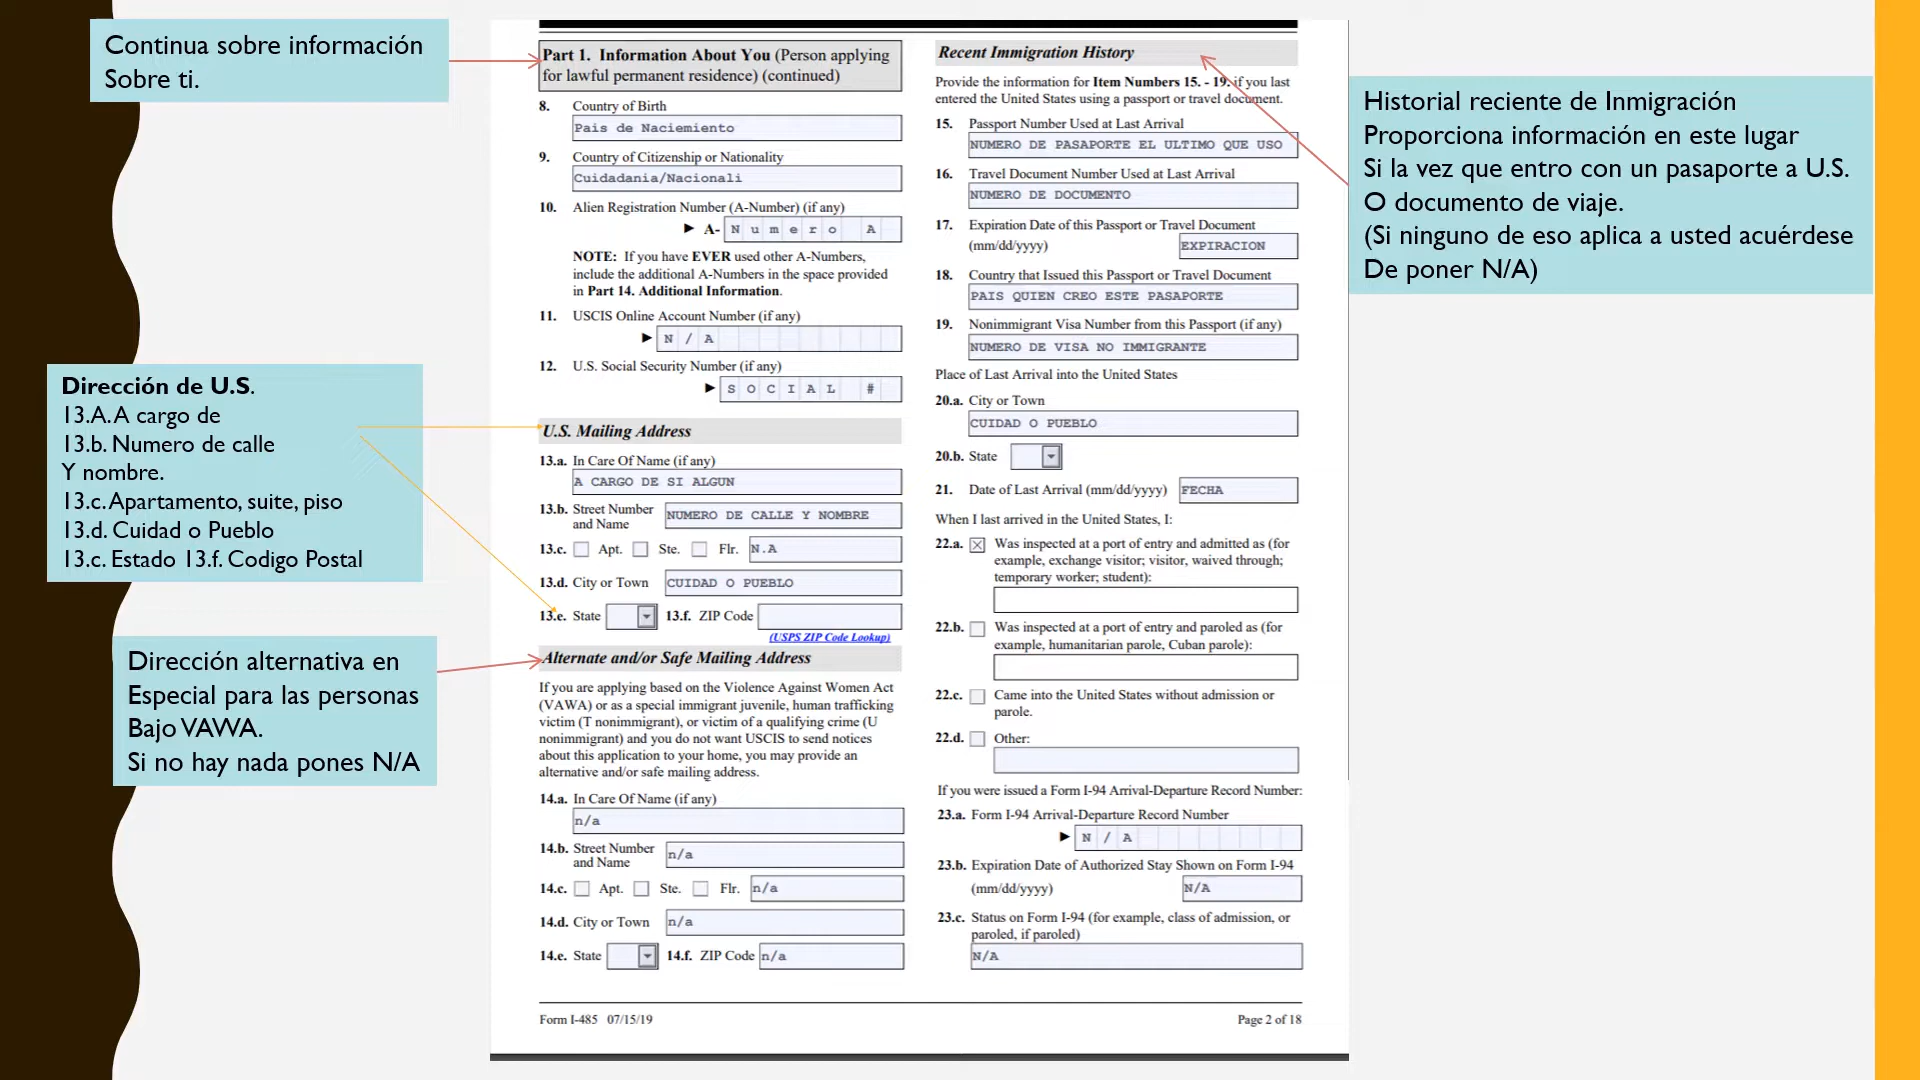 Continua sobre información
Sobre ti.
Dirección de U.S.
13.A. A cargo de
13.b. Numero de calle
Y nombre.
13.c. Apartamento, suite, piso
13.d. Cuidad o Pueblo
13.c. Estado 13.f. Codigo Postal
Dirección alternativa en
Especial para las personas
Bajo VAWA.
Si no hay nada pones N/A
Part 1. Information About You (Person applying
for lawful permanent residence) (continued)
8. Country of Birth
Pais de Naciemiento
9. Country of Citizenship or Nationality
Cuidadania/Nacionali
10. Alien Registration Number (A-Number) (if any)
► A- Numero A
NOTE: If you have EVER used other A-Numbers,
include the additional A-Numbers in the space provided
in Part 14. Additional Information.
11. USCIS Online Account Number (if any)
► N/A
12. U.S. Social Security Number (if any)
► SOCIAL #
U.S. Mailing Address
13.a. In Care Of Name (if any)
A CARGO DE SI ALGUN
13.b. Street Number
and Name
NUMERO DE CALLE Y NOMBRE
13.c. Apt. Ste. Flr. N.A
13.d. City or Town CUIDAD O PUEBLO
13.e. State 13.f. ZIP Code
(USPS ZIP Code Lookup)
Alternate and/or Safe Mailing Address
If you are applying based on the Violence Against Women Act
(VAWA) or as a special immigrant juvenile, human trafficking
victim (T nonimmigrant), or victim of a qualifying crime (U
nonimmigrant) and you do not want USCIS to send notices
about this application to your home, you may provide an
alternative and/or safe mailing address.
14.a. In Care Of Name (if any)
n/a
14.b. Street Number
and Name
n/a
14.c. Apt. Ste. Flr. n/a
14.d. City or Town n/a
14.e. State 14.f. ZIP Code n/a
Form I-485 07/15/19
Recent Immigration History
Provide the information for Item Numbers 15. - 19. if you last
entered the United States using a passport or travel document.
15. Passport Number Used at Last Arrival
NUMERO DE PASAPORTE EL ULTIMO QUE USO
16. Travel Document Number Used at Last Arrival
NUMERO DE DOCUMENTO
17. Expiration Date of this Passport or Travel Document
(mm/dd/yyyy) EXPIRACION
18. Country that Issued this Passport or Travel Document
PAIS QUIEN CREO ESTE PASAPORTE
19. Nonimmigrant Visa Number from this Passport (if any)
NUMERO DE VISA NO IMMIGRANTE
Place of Last Arrival into the United States
20.a. City or Town
CUIDAD O PUEBLO
20.b. State
21. Date of Last Arrival (mm/dd/yyyy) FECHA
When I last arrived in the United States, I:
22.a. Was inspected at a port of entry and admitted as (for
example, exchange visitor; visitor, waived through;
temporary worker; student):
22.b. Was inspected at a port of entry and paroled as (for
example, humanitarian parole, Cuban parole):
22.c. Came into the United States without admission or
parole.
22.d. Other:
If you were issued a Form I-94 Arrival-Departure Record Number:
23.a. Form I-94 Arrival-Departure Record Number
► N/A
23.b. Expiration Date of Authorized Stay Shown on Form I-94
(mm/dd/yyyy) N/A
23.c. Status on Form I-94 (for example, class of admission, or
paroled, if paroled)
N/A
Page 2 of 18
Historial reciente de Inmigración
Proporciona información en este lugar
Si la vez que entro con un pasaporte a U.S.
O documento de viaje.
(Si ninguno de eso aplica a usted acuérdese
De poner N/A)